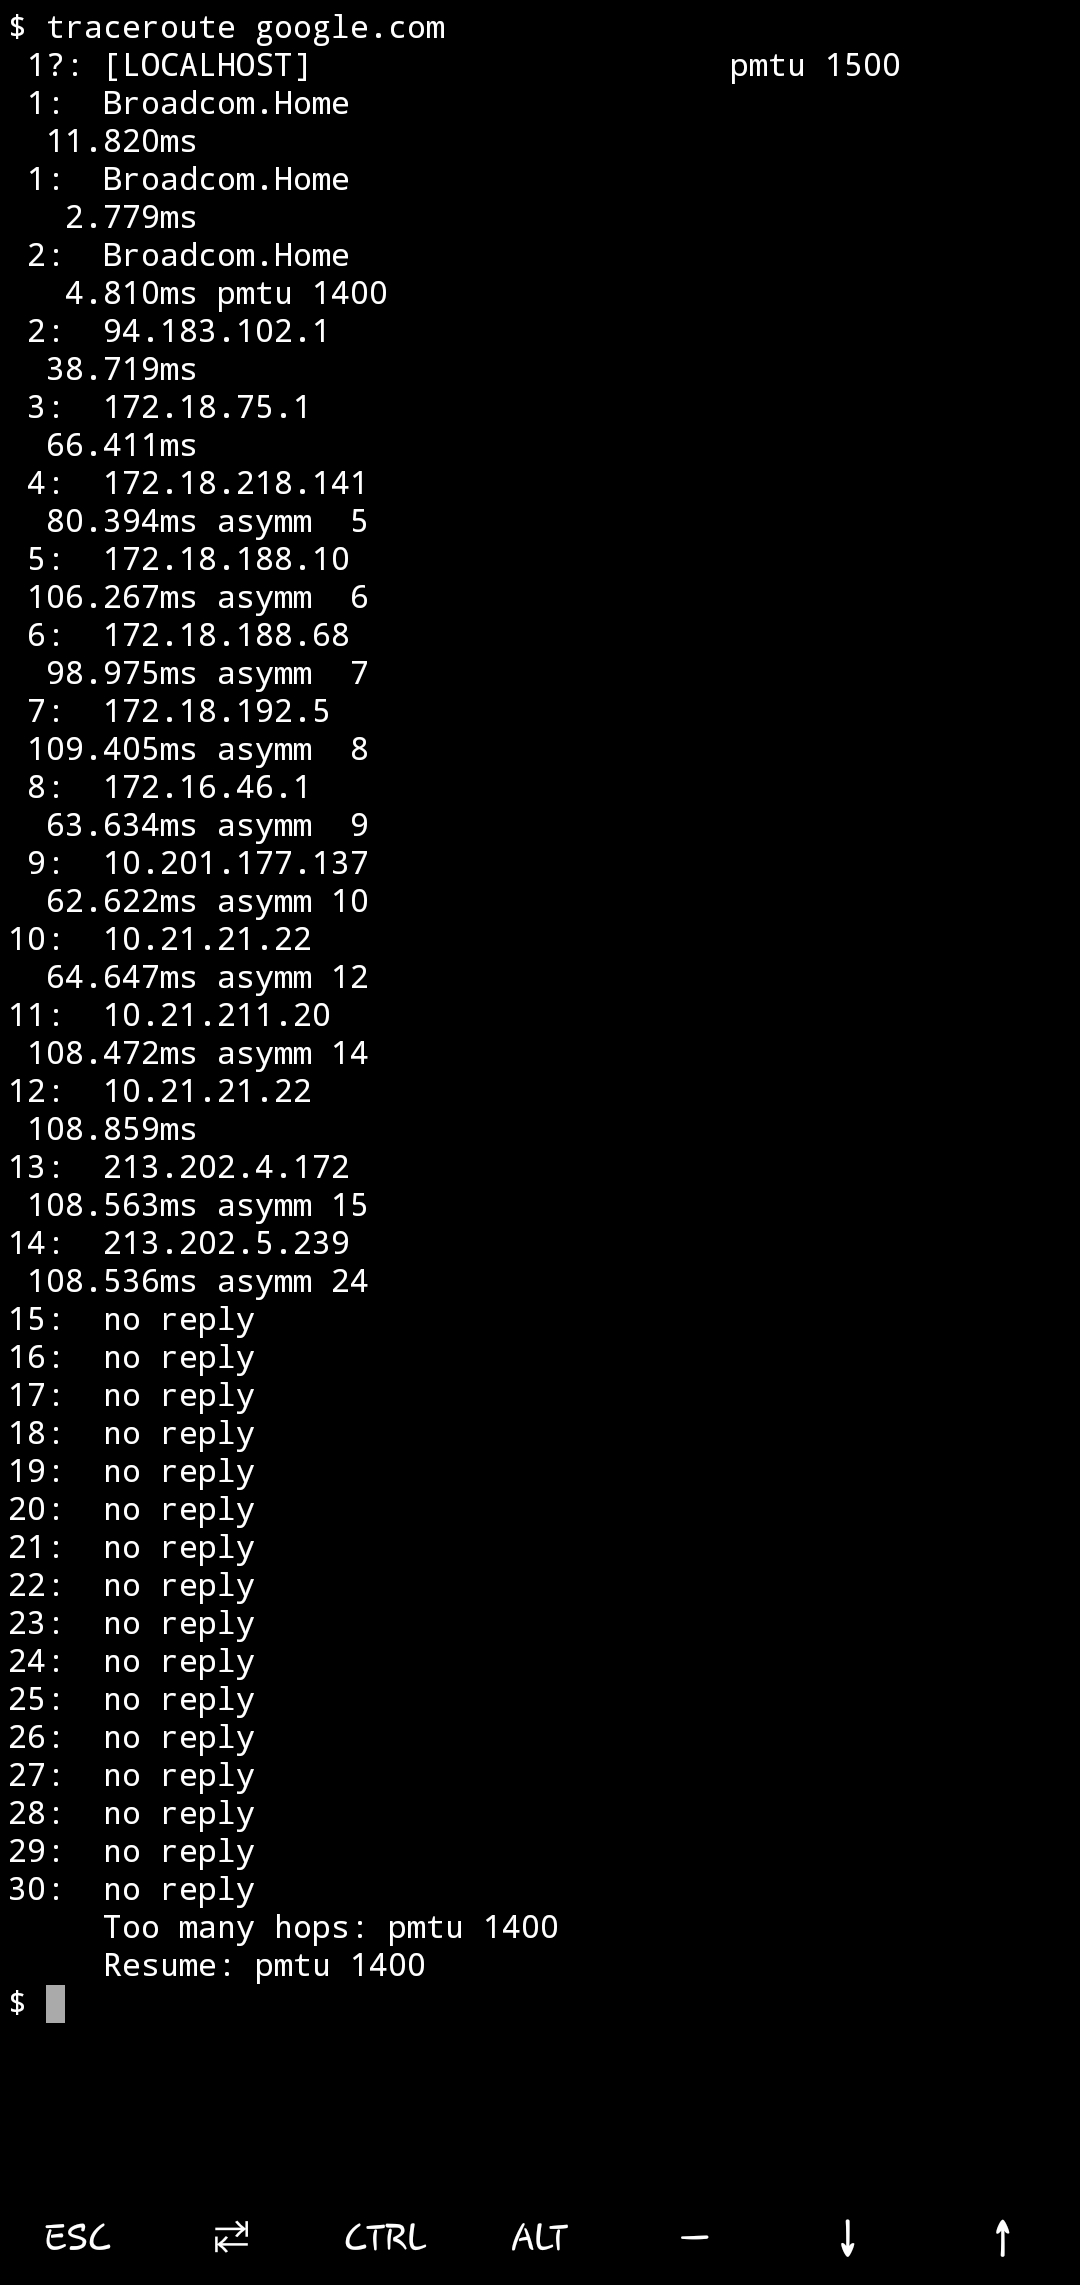 $ traceroute google.com
1?: [LOCALHOST] pmtu 1500
1: Broadcom.Home
11.820ms
1: Broadcom.Home
2.779ms
2: Broadcom.Home
4.810ms pmtu 1400
2: 94.183.102.1
38.719ms
3: 172.18.75.1
66.411ms
4: 172.18.218.141
80.394ms asymm 5
5: 172.18.188.10
106.267ms asymm 6
6: 172.18.188.68
98.975ms asymm 7
7: 172.18.192.5
109.405ms asymm 8
8: 172.16.46.1
63.634ms asymm 9
9: 10.201.177.137
62.622ms asymm 10
10: 10.21.21.22
64.647ms asymm 12
11: 10.21.211.20
108.472ms asymm 14
12: 10.21.21.22
108.859ms
13: 213.202.4.172
108.563ms asymm 15
14: 213.202.5.239
108.536ms asymm 24
15: no reply
16: no reply
17: no reply
18: no reply
19: no reply
20: no reply
21: no reply
22: no reply
23: no reply
24: no reply
25: no reply
26: no reply
27: no reply
28: no reply
29: no reply
30: no reply
Too many hops: pmtu 1400
Resume: pmtu 1400
$
ESC ⇄ CTRL ALT — ↓ ↑